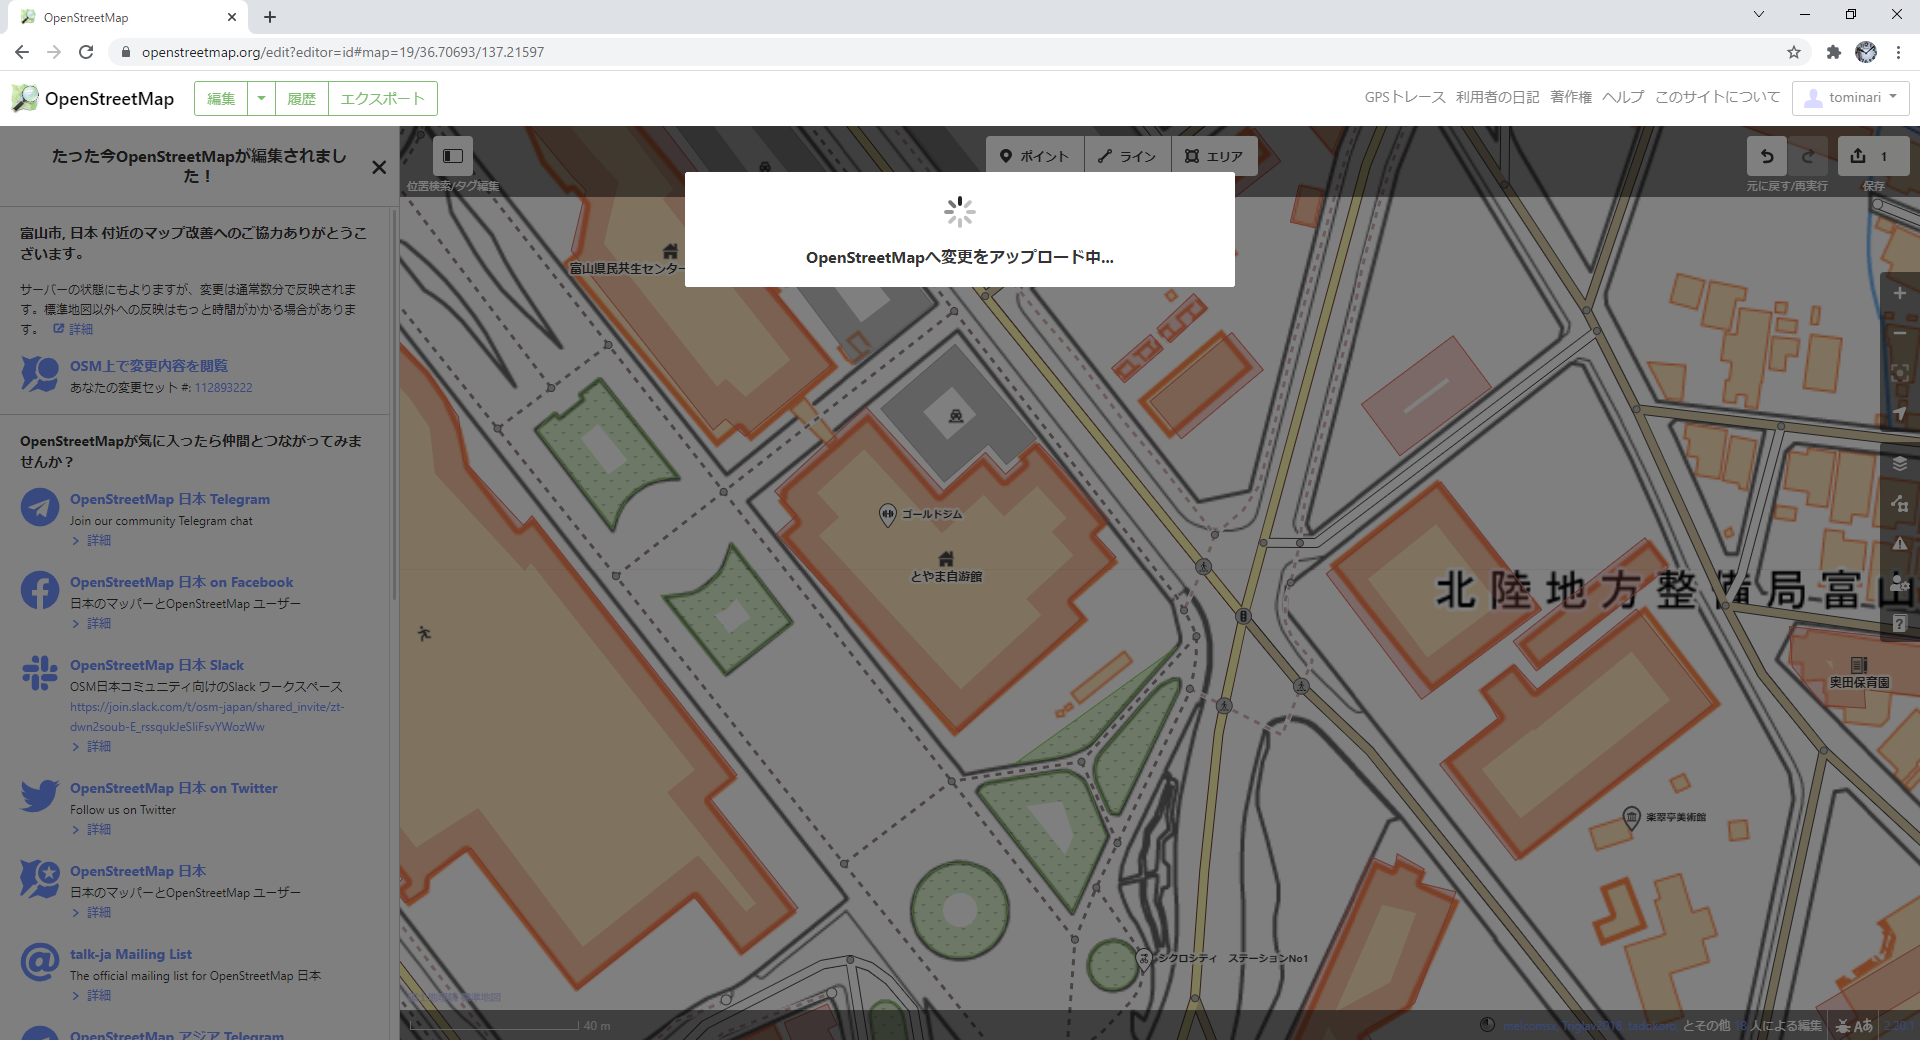 OpenStreetMap
openstreetmap.org/edit?editor=id#map=19/36.70693/137.21597
OpenStreetMap
編集
履歴
エクスポート
GPSトレース 利用者の日記 著作権 ヘルプ このサイトについて
tominari
たった今OpenStreetMapが編集されまし
た！
富山市, 日本 付近のマップ改善へのご協力ありがとうご
ざいます。
サーバーの状態にもよりますが、変更は通常数分で反映されま
す。標準地図以外への反映はもっと時間がかかる場合がありま
す。 詳細
OSM上で変更内容を閲覧
あなたの変更セット #: 112893222
OpenStreetMapが気に入ったら仲間とつながってみま
せんか？
OpenStreetMap 日本 Telegram
Join our community Telegram chat
> 詳細
OpenStreetMap 日本 on Facebook
日本のマッパーとOpenStreetMap ユーザー
> 詳細
OpenStreetMap 日本 Slack
OSM日本コミュニティ向けのSlack ワークスペース
https://join.slack.com/t/osm-japan/shared_invite/zt-
dwn2soub-E_rssqukJeSliFsvYWozWw
> 詳細
OpenStreetMap 日本 on Twitter
Follow us on Twitter
> 詳細
OpenStreetMap 日本
日本のマッパーとOpenStreetMap ユーザー
> 詳細
talk-ja Mailing List
The official mailing list for OpenStreetMap 日本
> 詳細
OpenStreetMap アジア Telegram
位置検索/タグ編集
ポイント
ライン
エリア
元に戻す/再実行
1
保存
OpenStreetMapへ変更をアップロード中...
富山県民共生センター
ゴールドジム
とやま自遊館
北陸地方整備局富山
奥田保育園
楽翠亭美術館
シクロシティ ステーションNo1
40 m
とその他 18 人による編集